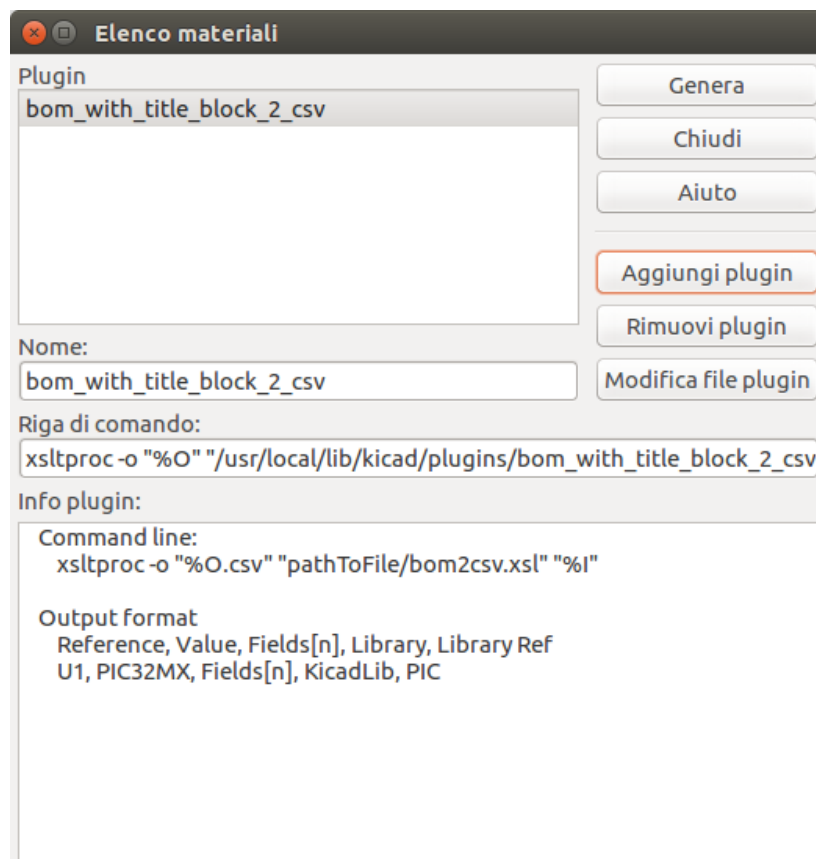 Elenco materiali
Plugin
bom_with_title_block_2_csv
Genera
Chiudi
Aiuto
Aggiungi plugin
Rimuovi plugin
Modifica file plugin
Nome:
bom_with_title_block_2_csv
Riga di comando:
xsltproc -o "%O" "/usr/local/lib/kicad/plugins/bom_with_title_block_2_csv
Info plugin:
Command line:
xsltproc -o "%O.csv" "pathToFile/bom2csv.xsl" "%I"
Output format
Reference, Value, Fields[n], Library, Library Ref
U1, PIC32MX, Fields[n], KicadLib, PIC